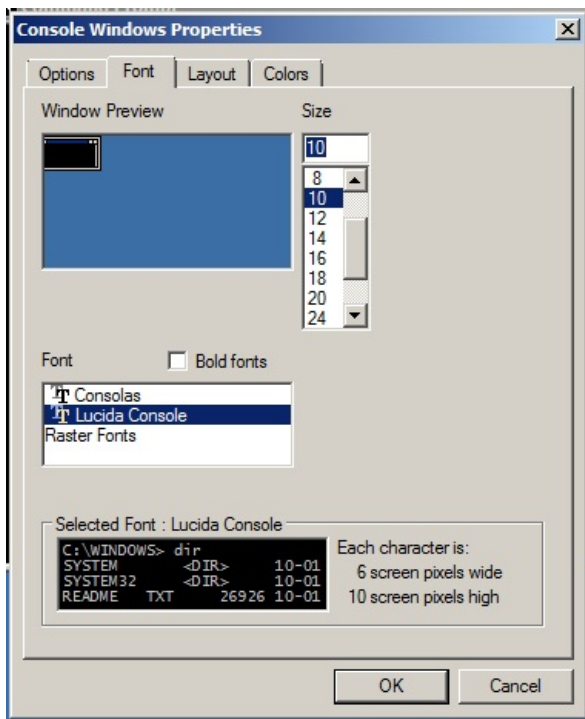 Console Windows Properties
Options Font Layout Colors
Window Preview
Size
10
8
10
12
14
16
18
20
24
Font
Bold fonts
Consolas
Lucida Console
Raster Fonts
Selected Font : Lucida Console
C:\WINDOWS> dir
SYSTEM <DIR> 10-01
SYSTEM32 <DIR> 10-01
README TXT 26926 10-01
Each character is:
6 screen pixels wide
10 screen pixels high
OK Cancel